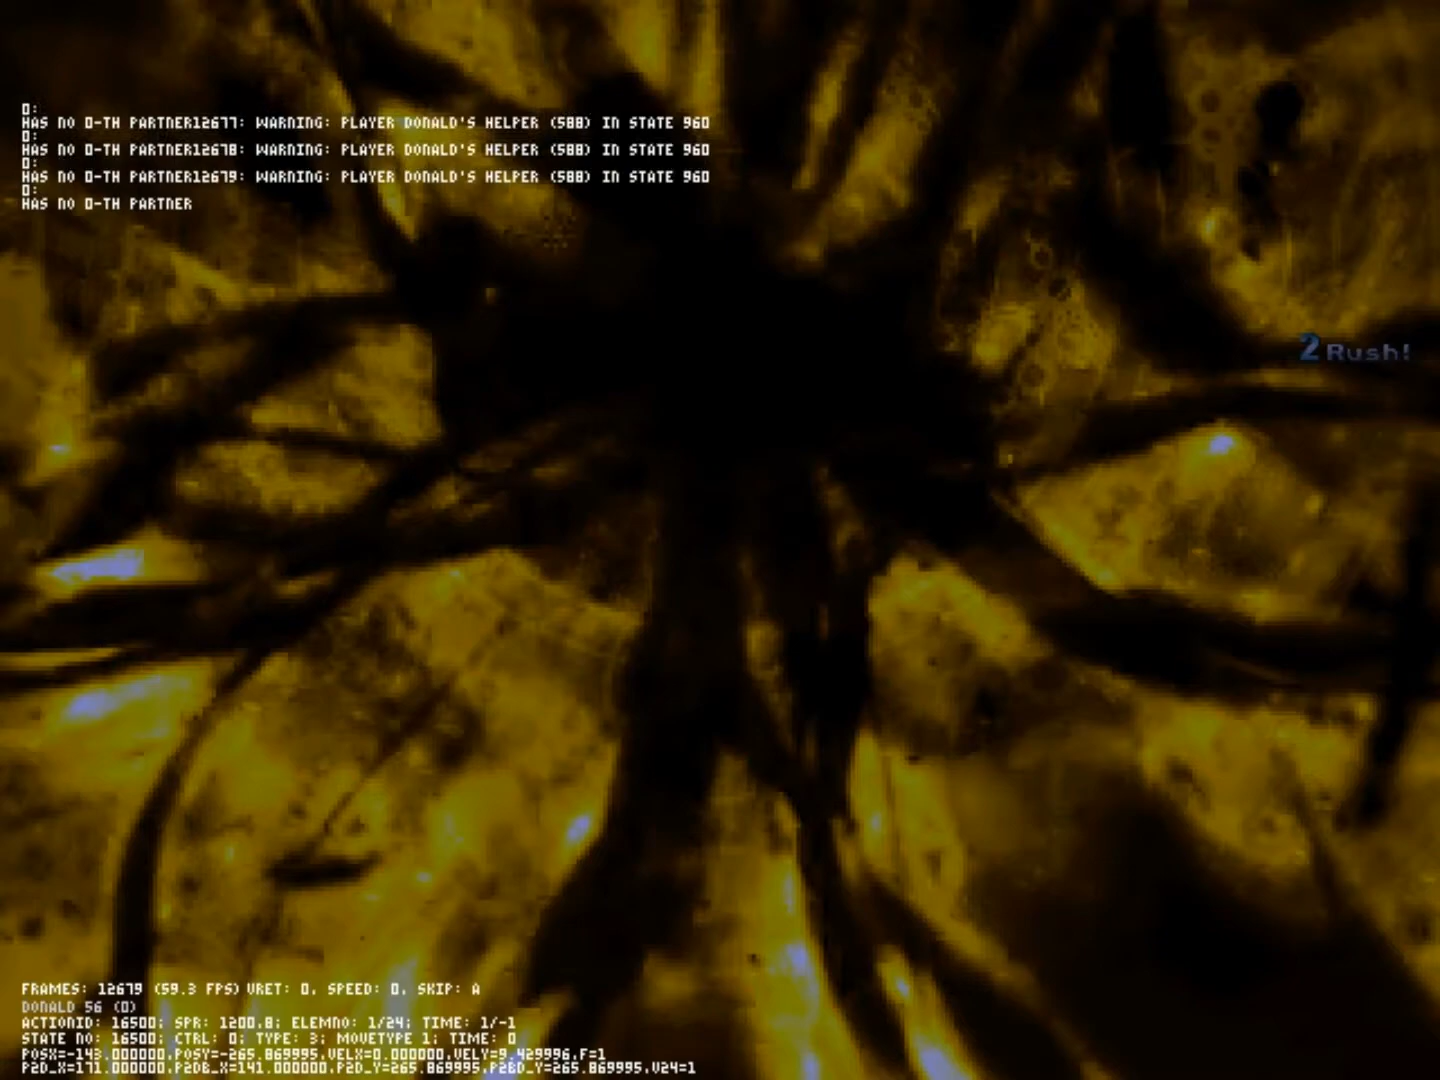 0:
HAS NO 0-TH PARTNER12677: WARNING: PLAYER DONALD'S HELPER (588) IN STATE 960
0:
HAS NO 0-TH PARTNER12678: WARNING: PLAYER DONALD'S HELPER (588) IN STATE 960
0:
HAS NO 0-TH PARTNER12679: WARNING: PLAYER DONALD'S HELPER (588) IN STATE 960
0:
HAS NO 0-TH PARTNER
2 Rush!
FRAMES: 12679 (59.3 FPS) VRET: 0. SPEED: 0. SKIP: A
DONALD 56 (0)
ACTIONID: 16500; SPR: 1200.8; ELEMNO: 1/24; TIME: 1/-1
STATE NO: 16500; CTRL: 0; TYPE: 3; MOVETYPE 1; TIME: 0
POSX=-143.000000.POSY=-265.869995.VELX=0.000000.VELY=9.429996.F=1
P2D_X=171.000000.P2DB_X=141.000000.P2D_Y=265.869995.P2BD_Y=265.869995.V24=1